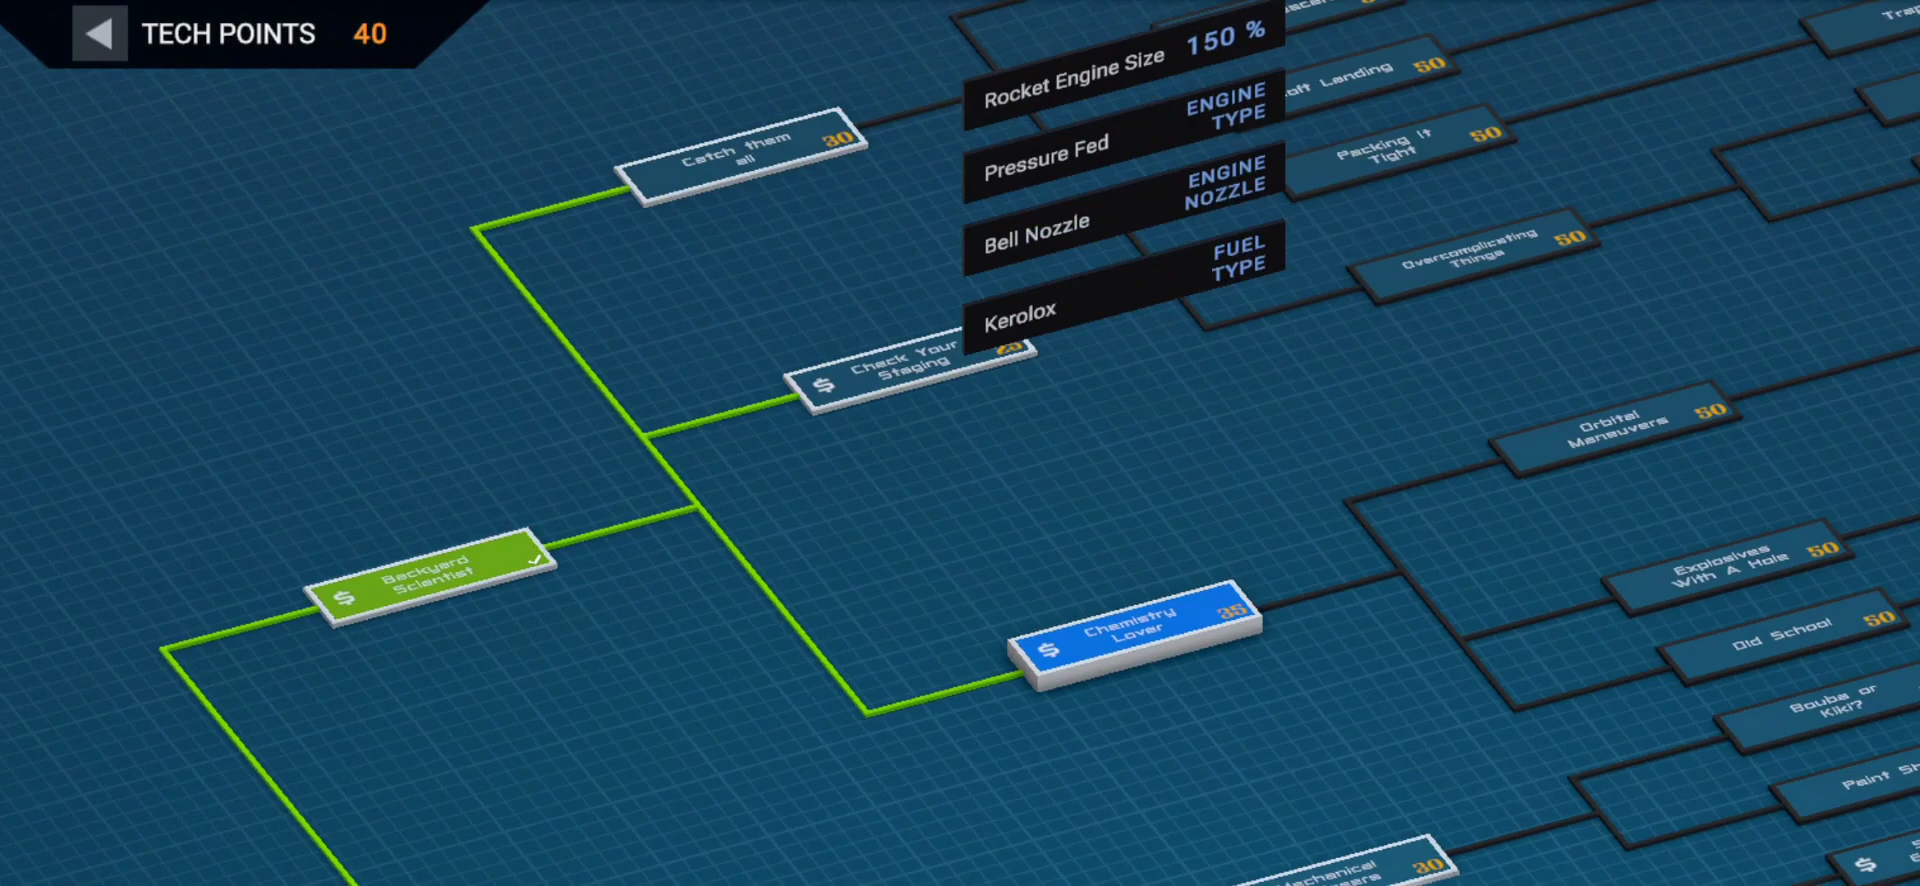 TECH POINTS 40
Rocket Engine Size 150 %
Pressure Fed ENGINE
TYPE
Bell Nozzle ENGINE
NOZZLE
Kerolox FUEL
TYPE
Catch them
all
30
Landing 50
Packing It
Tight
50
Overcomplicating
Things
50
$ Check Your
Staging
25
Orbital
Maneuvers
50
Backyard
Scientist
$
Explosives
With A Hole
50
$ Chemistry
Lover
35
Old School 50
Bouba or
Kiki?
Paint
Mechanical
30
$